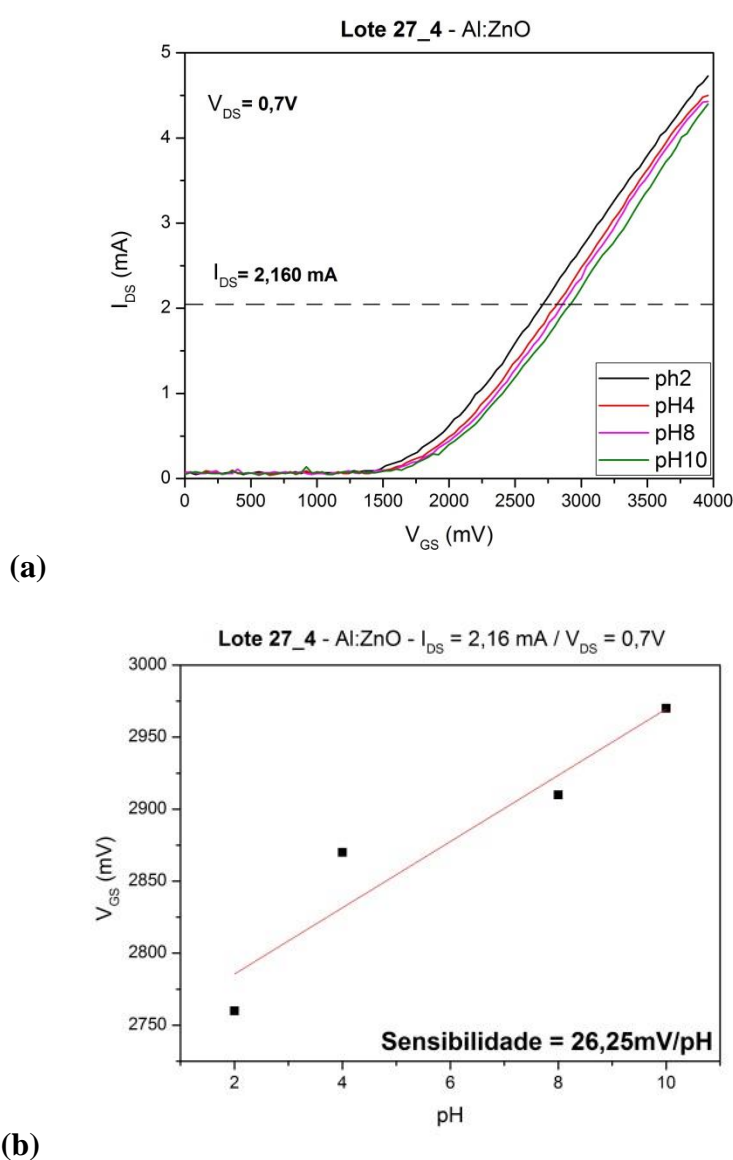 Lote 27_4 - Al:ZnO
5
V_DS= 0,7V
4
3
I_DS (mA)
I_DS= 2,160 mA
2
1
ph2
pH4
pH8
pH10
0
0 500 1000 1500 2000 2500 3000 3500 4000
V_GS (mV)
(a)
Lote 27_4 - Al:ZnO - I_DS = 2,16 mA / V_DS = 0,7V
3000
2950
2900
V_GS (mV)
2850
2800
2750
Sensibilidade = 26,25mV/pH
2 4 6 8 10
pH
(b)